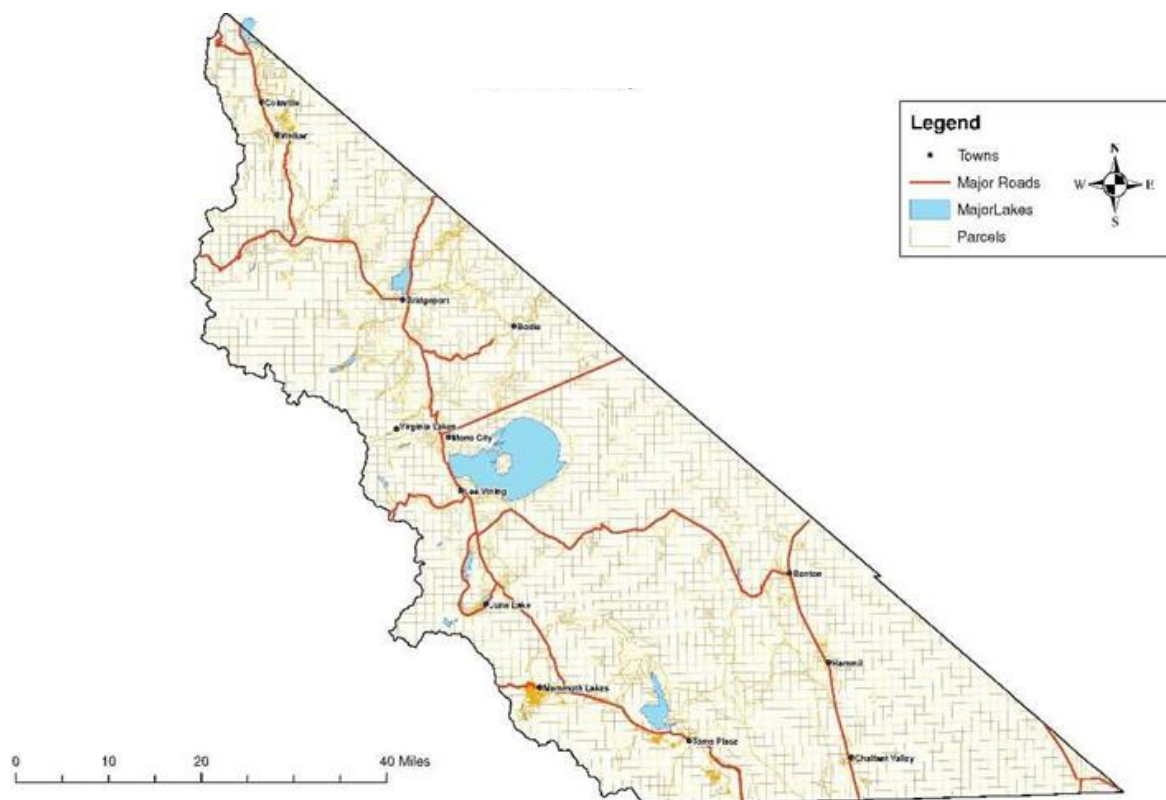 Legend
Towns
Major Roads
MajorLakes
Parcels
N
W
E
S
Coleville
Walker
Bridgeport
Bodie
Virginia Lakes
Mono City
Lee Vining
Benton
June Lake
Hammil
Mammoth Lakes
Toms Place
Chalfant Valley
0 10 20 40 Miles